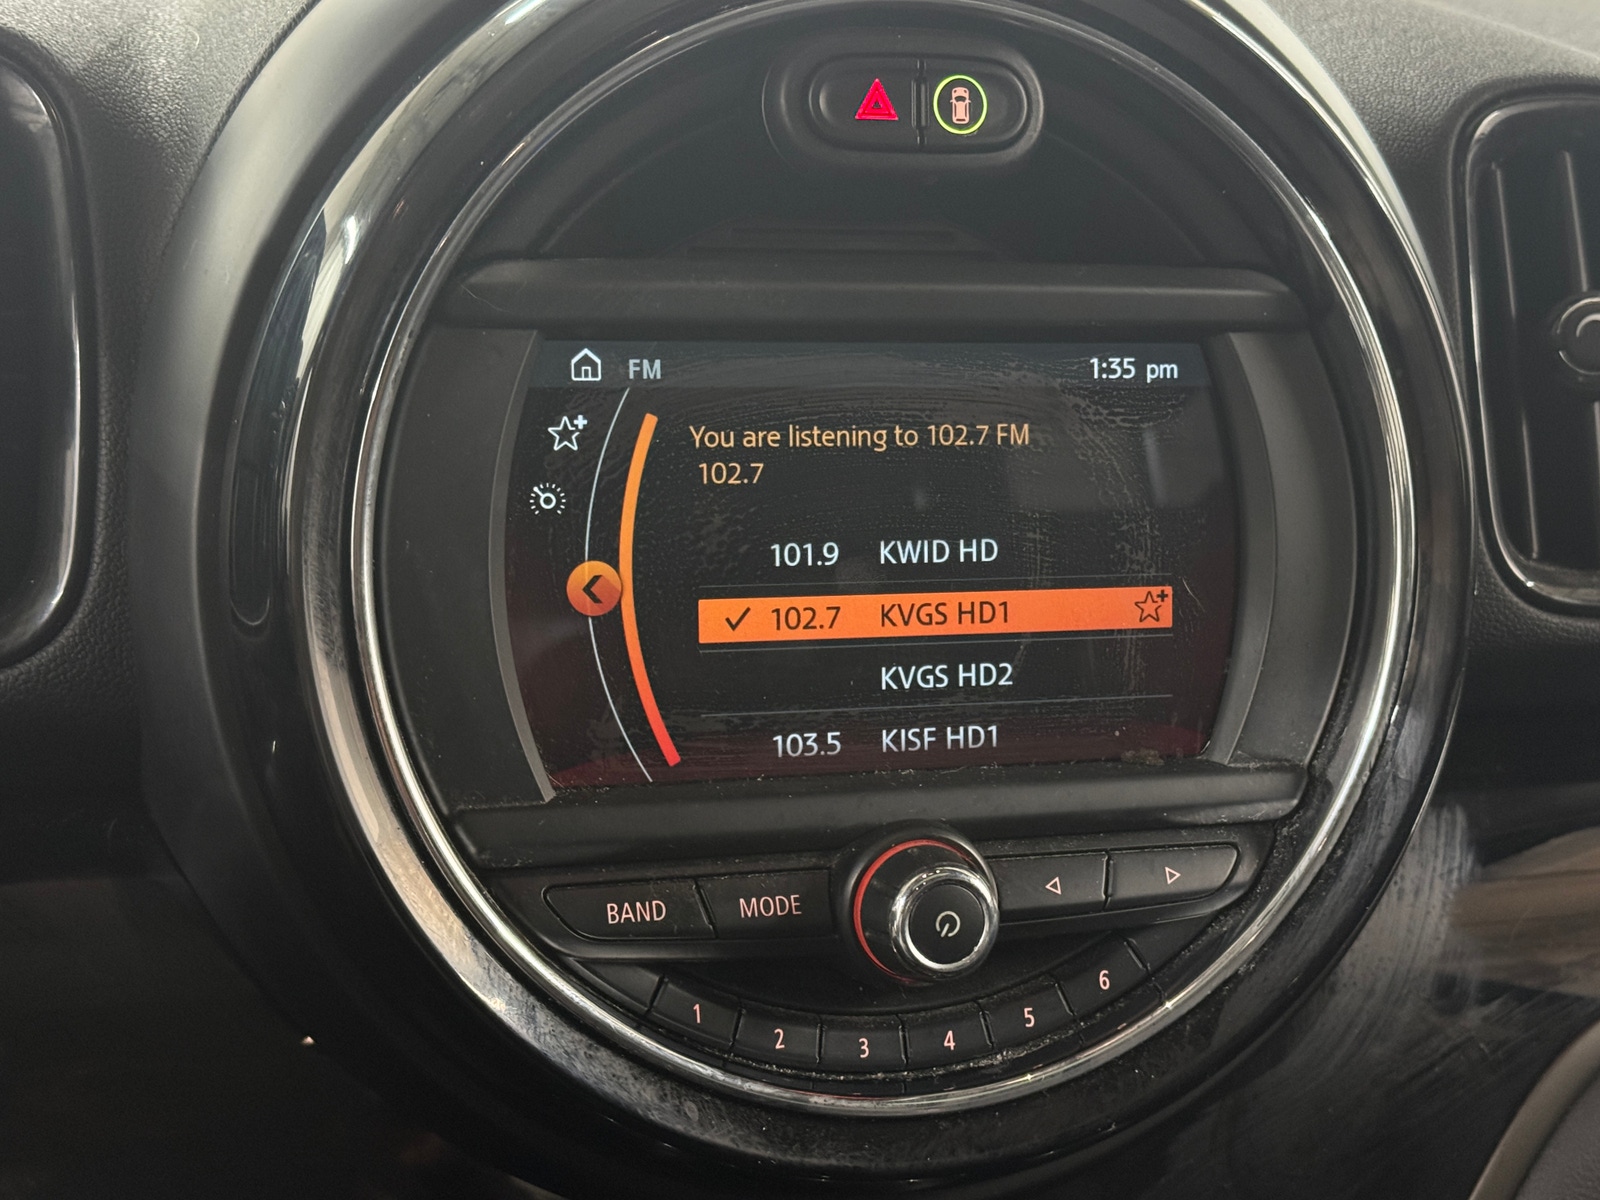 FM 1:35 pm
You are listening to 102.7 FM
102.7
101.9 KWID HD
102.7 KVGS HD1
KVGS HD2
103.5 KISF HD1
BAND MODE
1 2 3 4 5 6